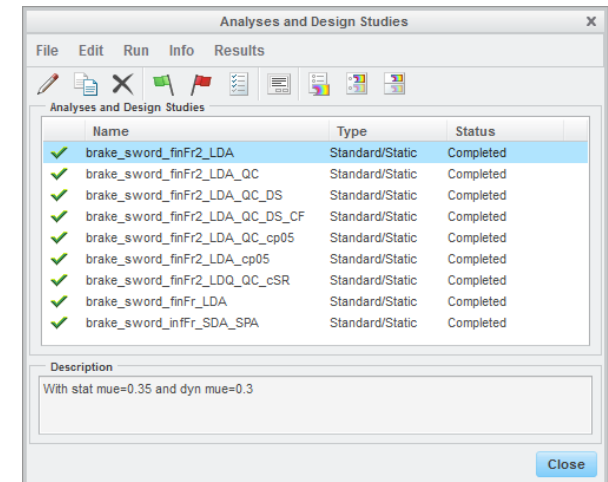 Analyses and Design Studies X
File Edit Run Info Results
Analyses and Design Studies
Name Type Status
brake_sword_finFr2_LDA Standard/Static Completed
brake_sword_finFr2_LDA_QC Standard/Static Completed
brake_sword_finFr2_LDA_QC_DS Standard/Static Completed
brake_sword_finFr2_LDA_QC_DS_CF Standard/Static Completed
brake_sword_finFr2_LDA_QC_cp05 Standard/Static Completed
brake_sword_finFr2_LDA_cp05 Standard/Static Completed
brake_sword_finFr2_LDQ_QC_cSR Standard/Static Completed
brake_sword_finFr_LDA Standard/Static Completed
brake_sword_infFr_SDA_SPA Standard/Static Completed
Description
With stat mue=0.35 and dyn mue=0.3
Close